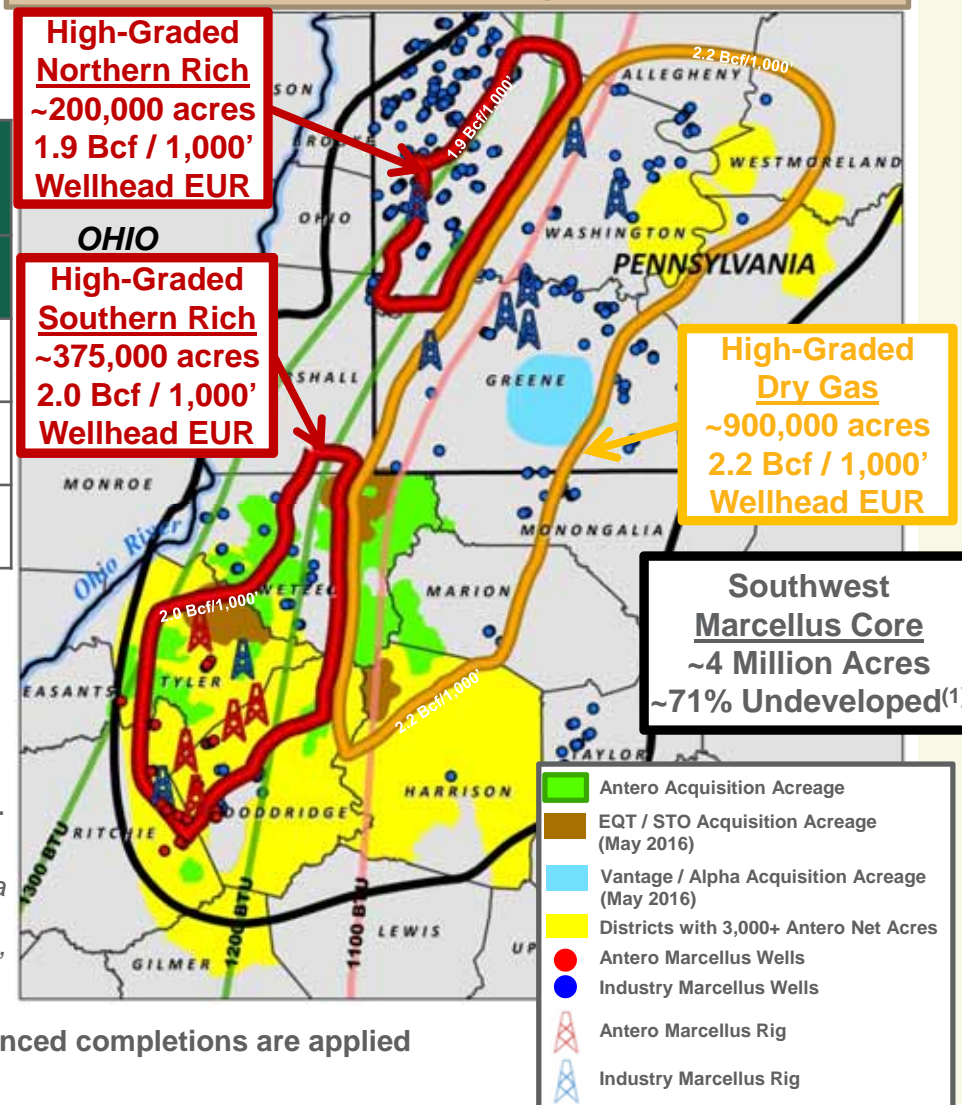 High-Graded
Northern Rich
~200,000 acres
1.9 Bcf / 1,000’
Wellhead EUR
High-Graded
Southern Rich
~375,000 acres
2.0 Bcf / 1,000’
Wellhead EUR
High-Graded
Dry Gas
~900,000 acres
2.2 Bcf / 1,000’
Wellhead EUR
Southwest
Marcellus Core
~4 Million Acres
~71% Undeveloped(1
OHIO
PENNSYLVANIA
SON
BROOKE
OHIO
SHALL
MONROE
Ohio River
WETZEL
TYLER
EASANTS
RITCHIE
DODDRIDGE
GILMER
LEWIS
UP
HARRISON
TAYLOR
MARION
MONONGALIA
GREENE
WASHINGTON
ALLEGHENY
WESTMORELAND
1.9 Bcf/1,000’
2.2 Bcf/1,000’
2.0 Bcf/1,000’
2.2 Bcf/1,000’
1300 BTU
1200 BTU
1100 BTU
Antero Acquisition Acreage
EQT / STO Acquisition Acreage
(May 2016)
Vantage / Alpha Acquisition Acreage
(May 2016)
Districts with 3,000+ Antero Net Acres
Antero Marcellus Wells
Industry Marcellus Wells
Antero Marcellus Rig
Industry Marcellus Rig
.
a
,
nced completions are applied